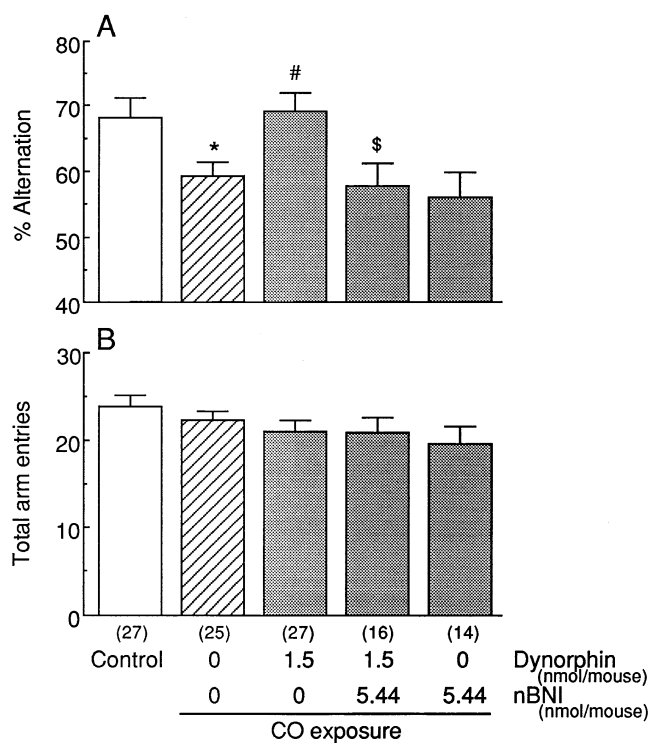 A
80
70
60
50
40
% Alternation
*
#
$
B
30
20
10
0
Total arm entries
(27) (25) (27) (16) (14)
Control 0 1.5 1.5 0 Dynorphin
(nmol/mouse)
0 0 5.44 5.44 nBNI
(nmol/mouse)
CO exposure